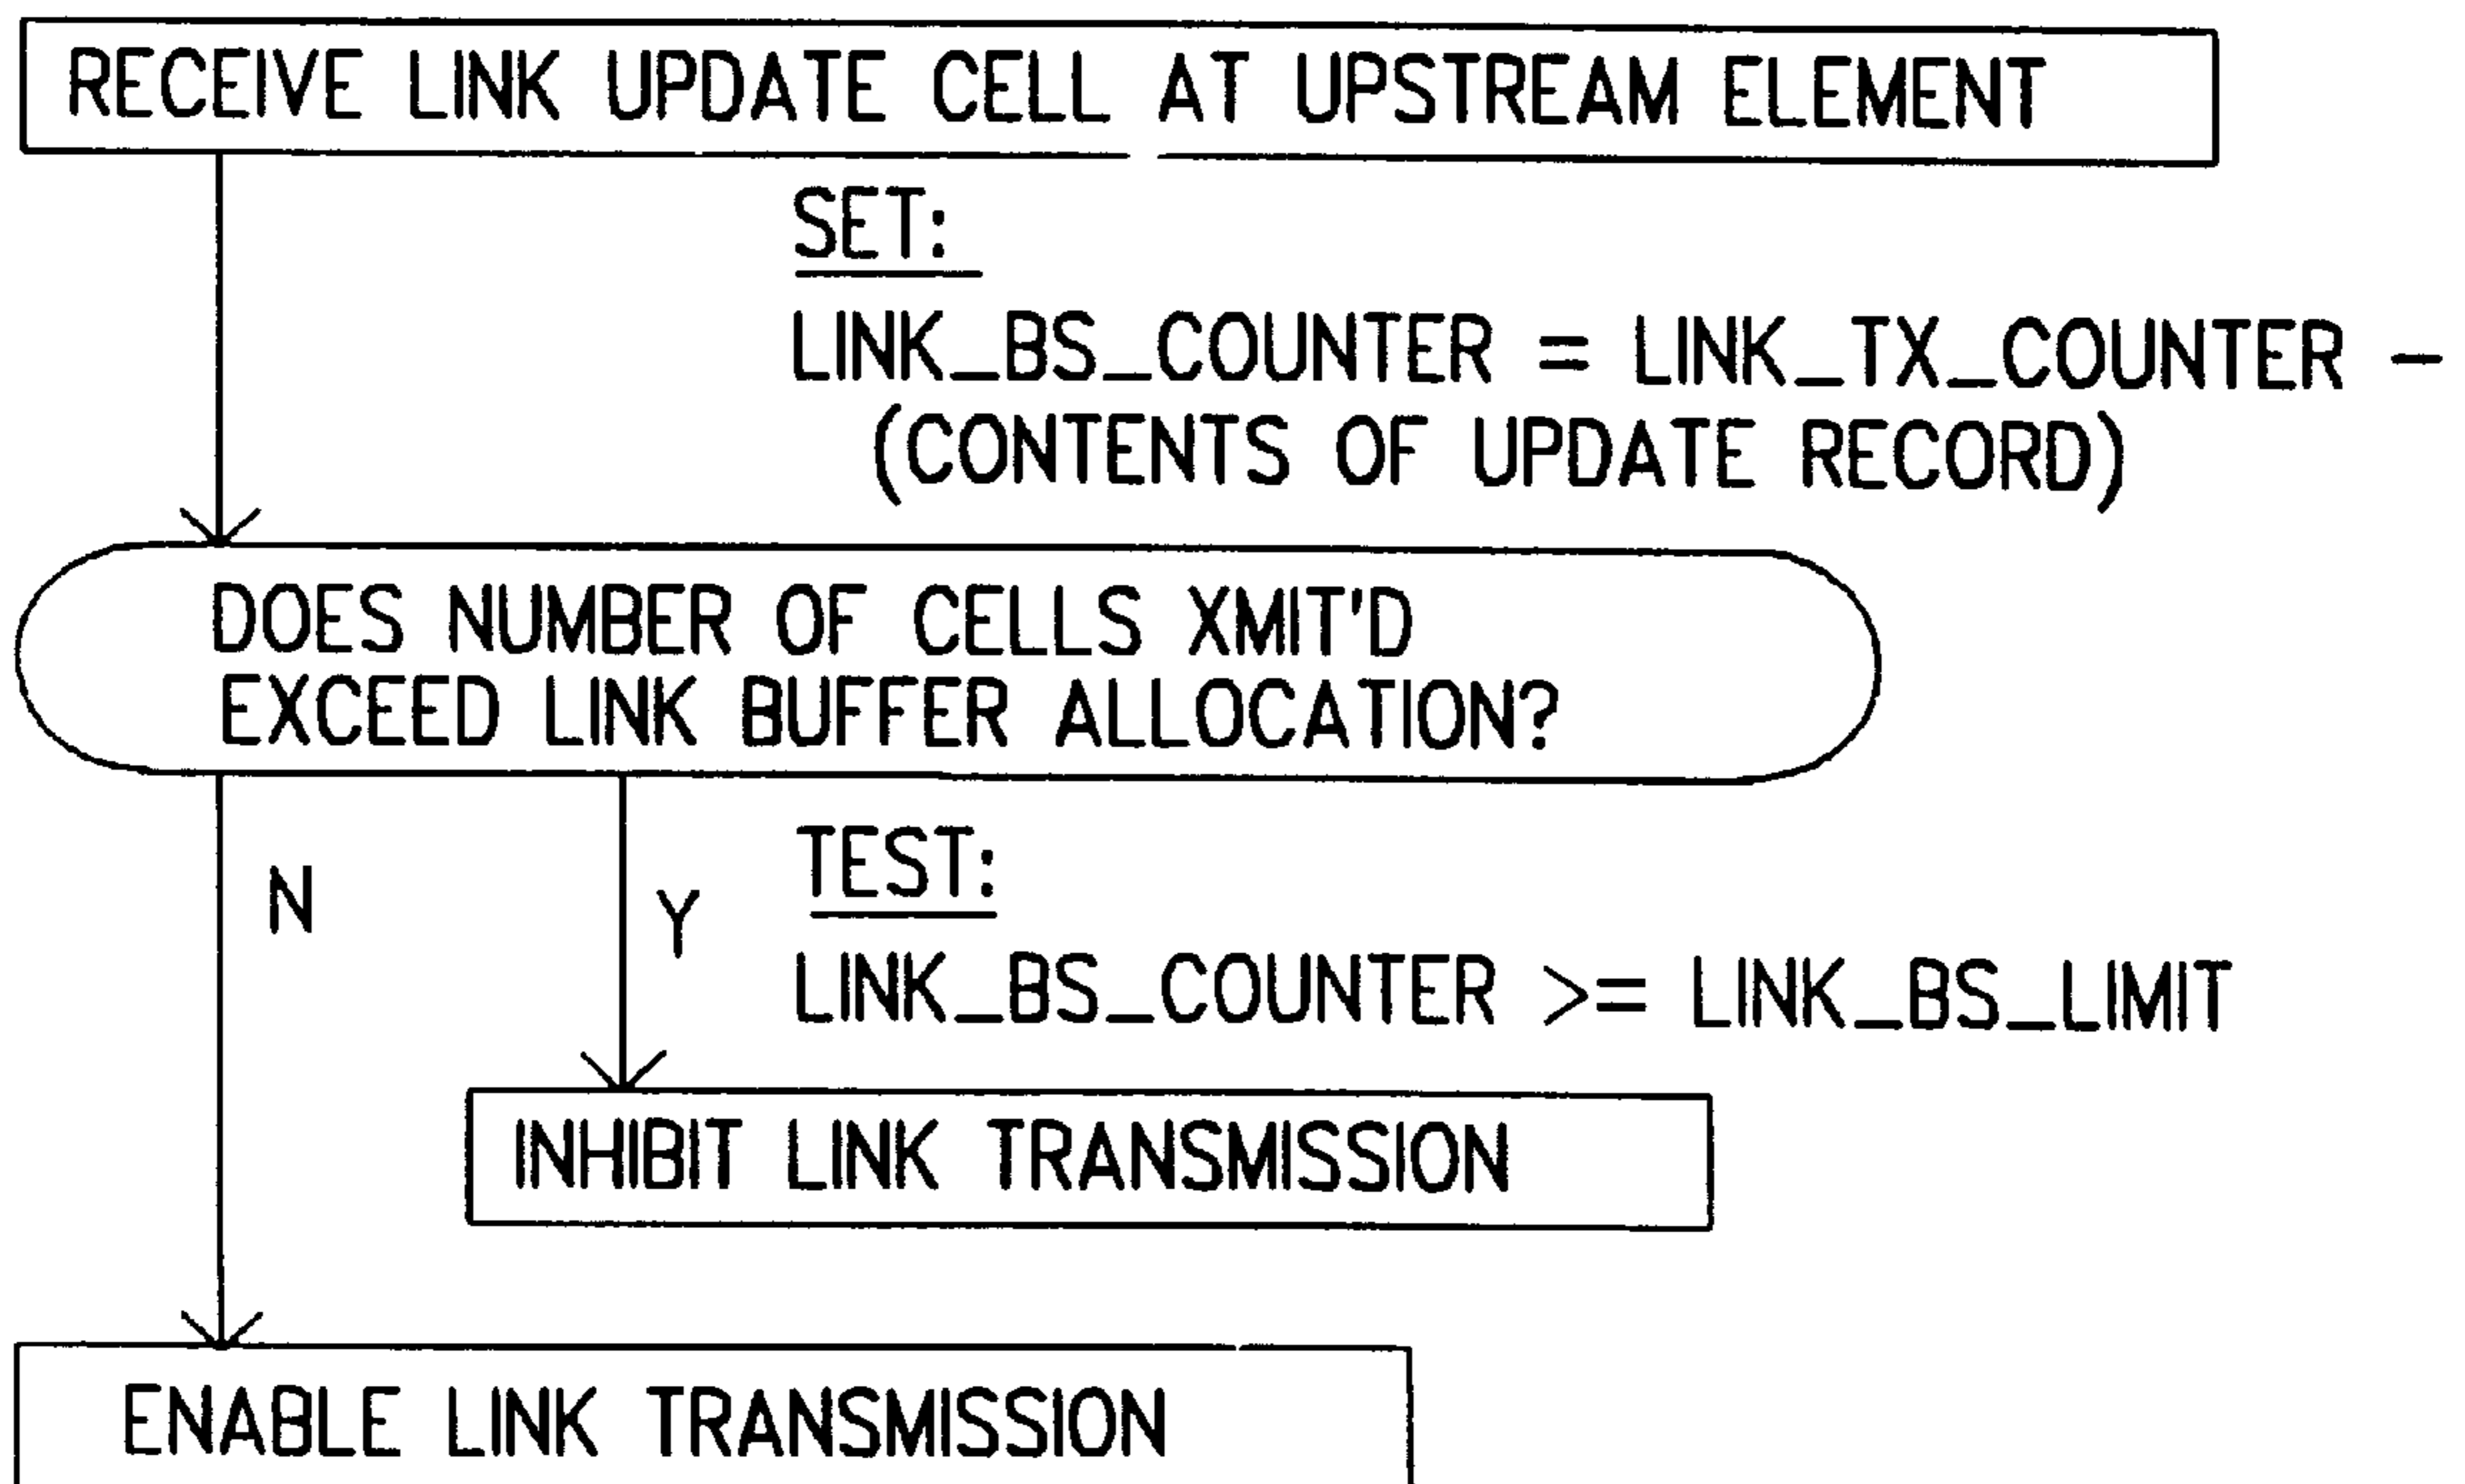 RECEIVE LINK UPDATE CELL AT UPSTREAM ELEMENT
SET:
LINK_BS_COUNTER = LINK_TX_COUNTER –
(CONTENTS OF UPDATE RECORD)
DOES NUMBER OF CELLS XMIT'D
EXCEED LINK BUFFER ALLOCATION?
N
Y
TEST:
LINK_BS_COUNTER >= LINK_BS_LIMIT
INHIBIT LINK TRANSMISSION
ENABLE LINK TRANSMISSION